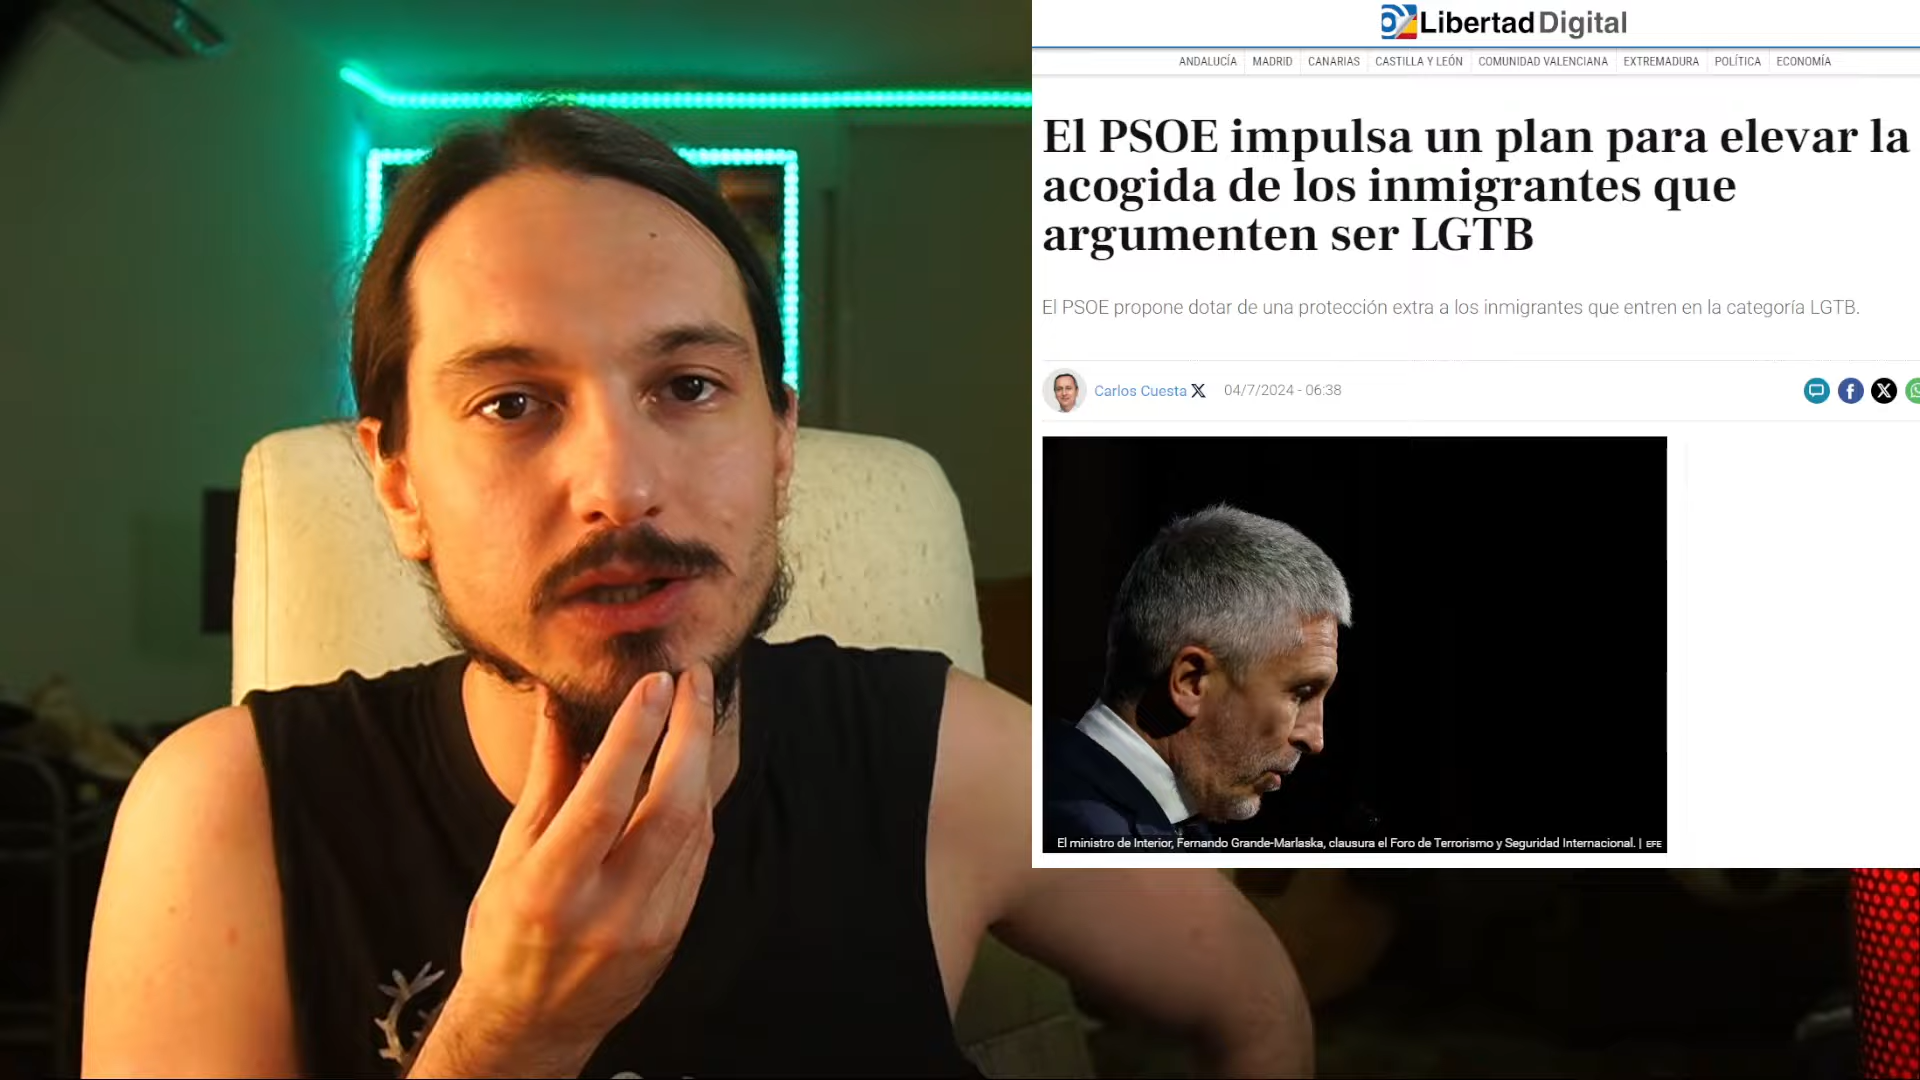 Libertad Digital
ANDALUCÍA MADRID CANARIAS CASTILLA Y LEÓN COMUNIDAD VALENCIANA EXTREMADURA POLÍTICA ECONOMÍA
El PSOE impulsa un plan para elevar la
acogida de los inmigrantes que
argumenten ser LGTB
El PSOE propone dotar de una protección extra a los inmigrantes que entren en la categoría LGTB.
Carlos Cuesta X 04/7/2024 - 06:38
El ministro de Interior, Fernando Grande-Marlaska, clausura el Foro de Terrorismo y Seguridad Internacional. | EFE